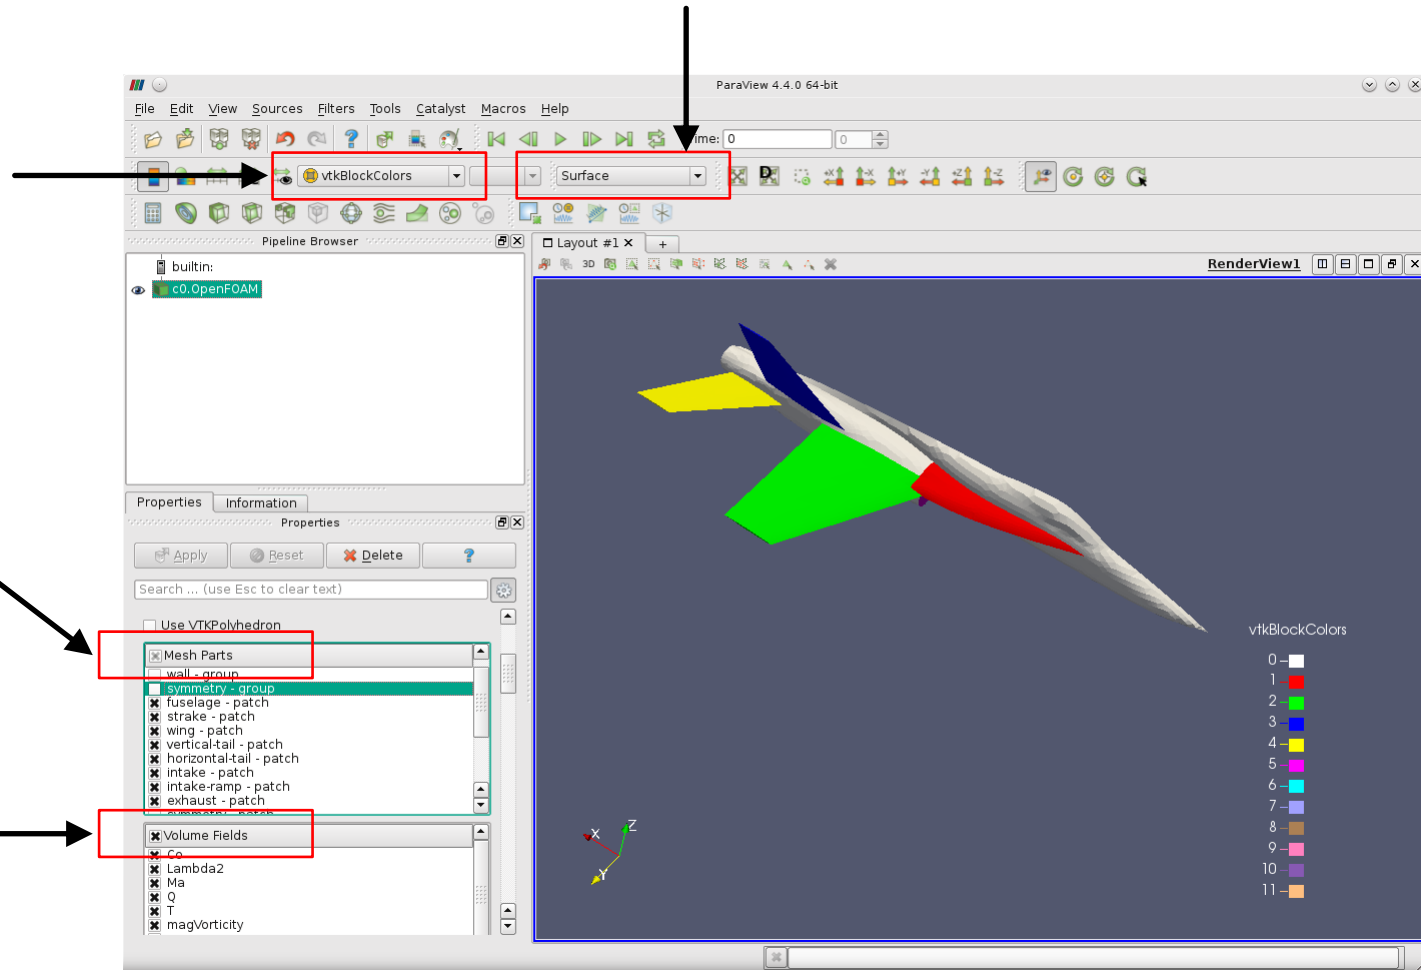 ParaView 4.4.0 64-bit
File Edit View Sources Filters Tools Catalyst Macros Help
ime: 0 0
vtkBlockColors Surface
Pipeline Browser
Layout #1
3D RenderView1
builtin:
c0.OpenFOAM
Properties Information
Properties
Apply Reset Delete ?
Search ... (use Esc to clear text)
Use VTKPolyhedron
Mesh Parts
wall - group
symmetry - group
fuselage - patch
strake - patch
wing - patch
vertical-tail - patch
horizontal-tail - patch
intake - patch
intake-ramp - patch
exhaust - patch
symmetry - patch
Volume Fields
Co
Lambda2
Ma
Q
T
magVorticity
X
Z
Y
vtkBlockColors
0
1
2
3
4
5
6
7
8
9
10
11